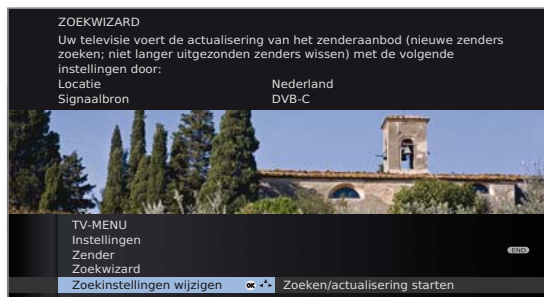 ZOEKWIZARD
Uw televisie voert de actualisering van het zenderaanbod (nieuwe zenders
zoeken; niet langer uitgezonden zenders wissen) met de volgende
instellingen door:
Locatie Nederland
Signaalbron DVB-C
TV-MENU
Instellingen
END
Zender
Zoekwizard
Zoekinstellingen wijzigen OK Zoeken/actualisering starten